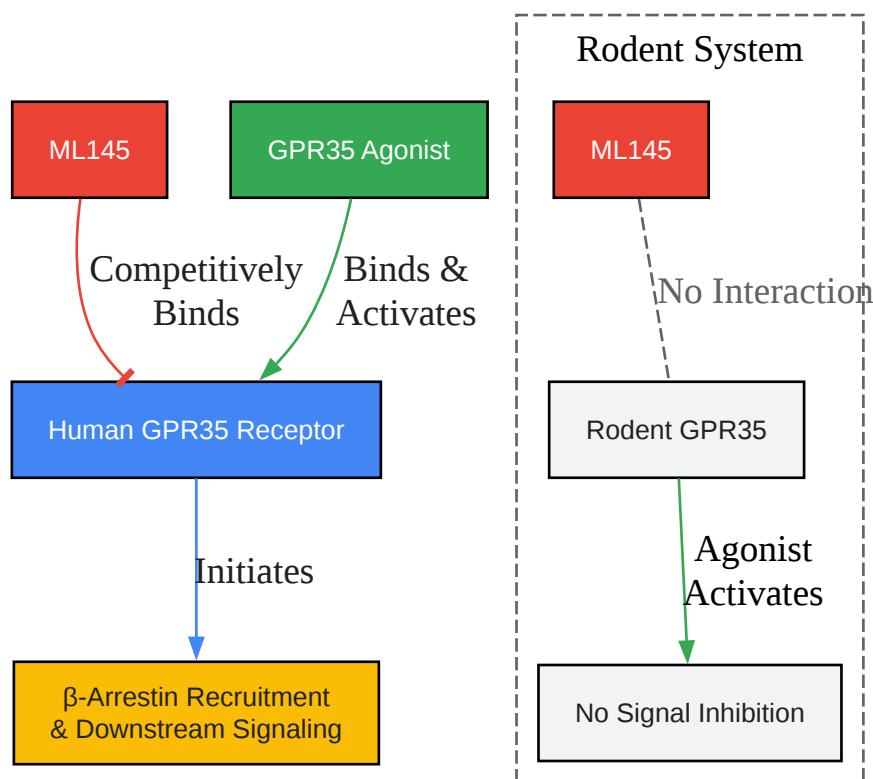 Rodent System
ML145
GPR35 Agonist
ML145
Competitively
Binds
Binds &
Activates
No Interaction
Human GPR35 Receptor
Rodent GPR35
Initiates
Agonist
Activates
β-Arrestin Recruitment
& Downstream Signaling
No Signal Inhibition